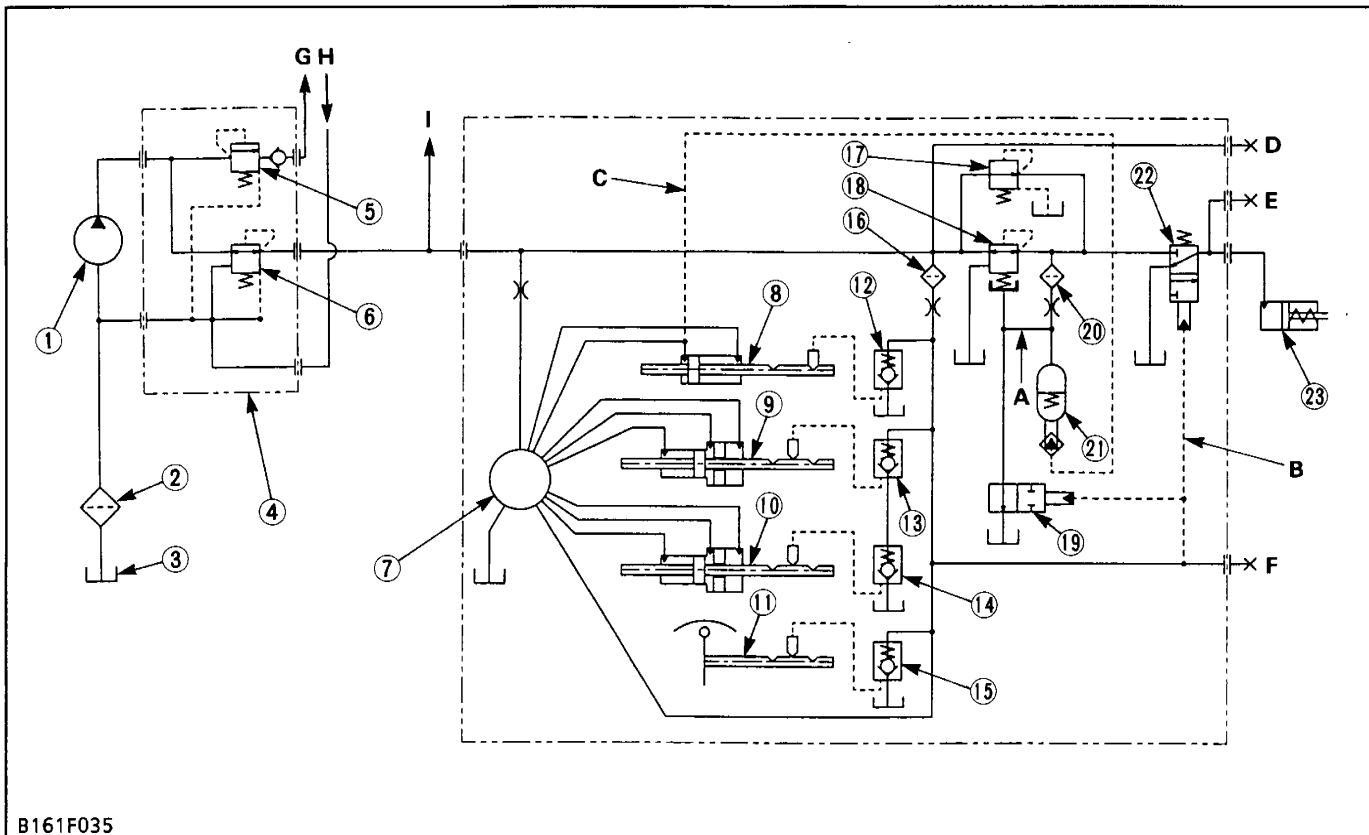 G H
I
D
⑰
C
㉒
⑱
E
⑤
⑯
⑫
⑥
⑧
①
⑳
A
㉓
⑨
㉑
B
②
④
⑦
⑬
⑩
⑲
③
F
⑭
⑪
⑮
B161F035